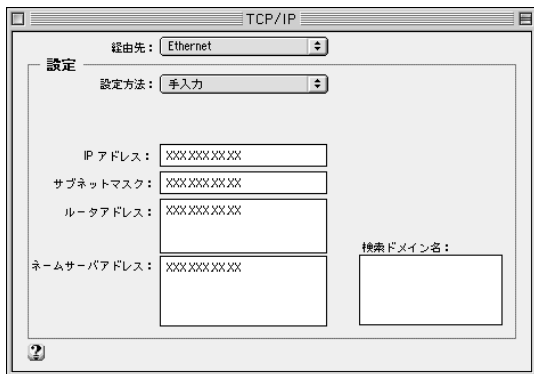 TCP/IP
経由先：Ethernet
設定
設定方法：手入力
IP アドレス：XXX XXX XX XX
サブネットマスク：XXX XXX XX XX
ルータアドレス：XXX XXX XX XX
検索ドメイン名：
ネームサーバアドレス：XXX XXX XX XX
?